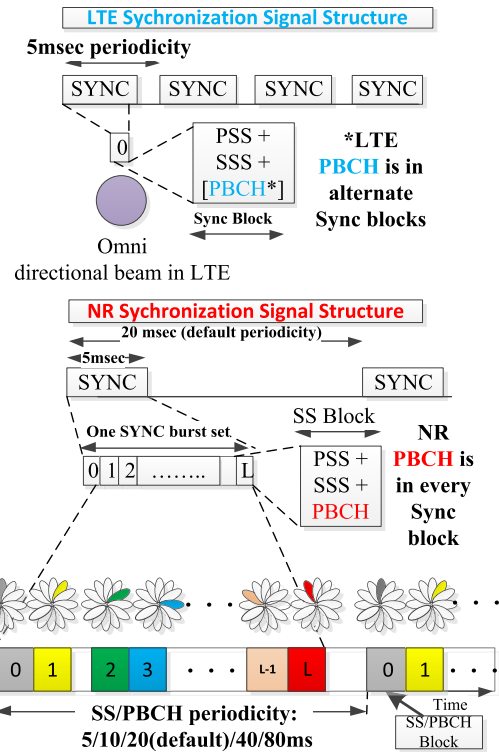 LTE Sychronization Signal Structure
5msec periodicity
SYNC SYNC SYNC SYNC
0
PSS +
SSS +
[PBCH*]
Sync Block
*LTE
PBCH is in
alternate
Sync blocks
Omni
directional beam in LTE
NR Sychronization Signal Structure
20 msec (default periodicity)
5msec
SYNC SYNC
One SYNC burst set
0 1 2 ........ L
SS Block
PSS +
SSS +
PBCH
NR
PBCH is
in every
Sync
block
. . . . . .
0 1 2 3 . . . L-1 L 0 1 . . .
SS/PBCH periodicity:
5/10/20(default)/40/80ms
Time
SS/PBCH
Block